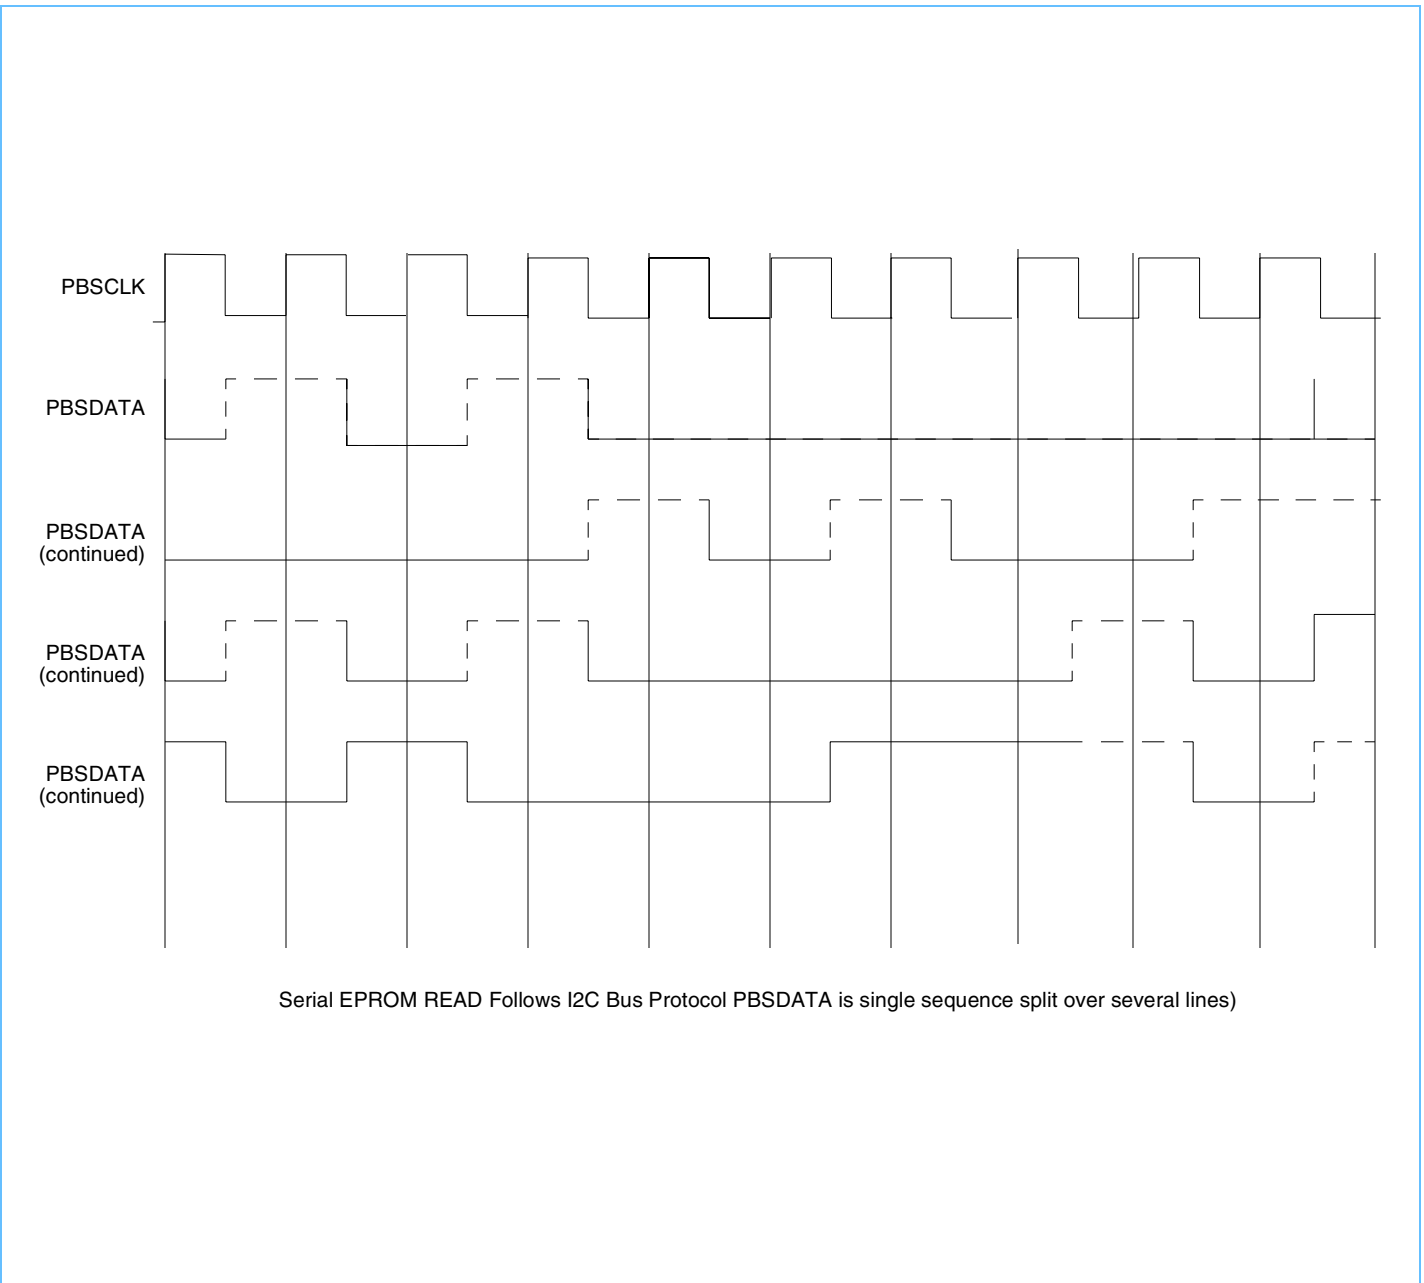 PBSCLK
PBSDATA
PBSDATA
(continued)
PBSDATA
(continued)
PBSDATA
(continued)
Serial EPROM READ Follows I2C Bus Protocol PBSDATA is single sequence split over several lines)